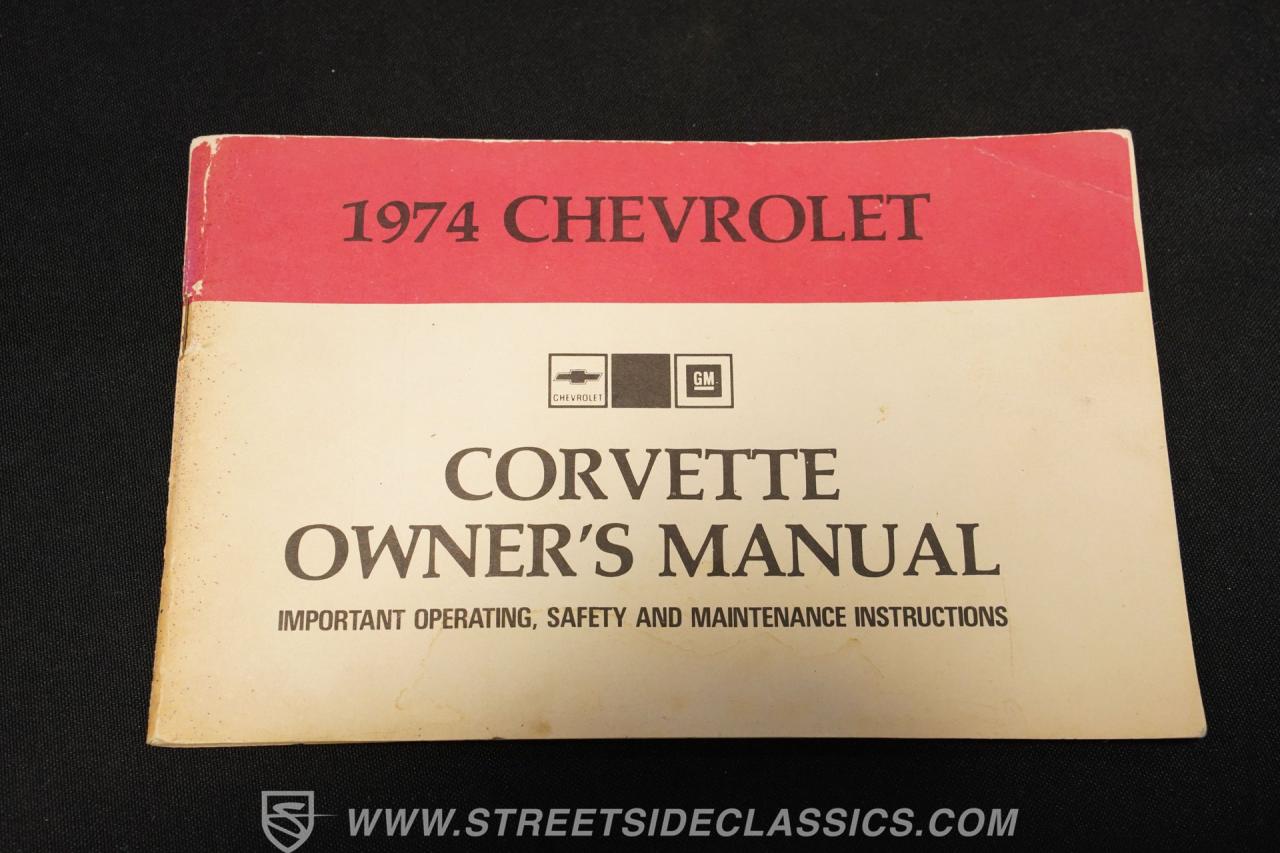 1974 CHEVROLET
CHEVROLET GM
CORVETTE
OWNER'S MANUAL
IMPORTANT OPERATING, SAFETY AND MAINTENANCE INSTRUCTIONS
WWW.STREETSIDECLASSICS.COM